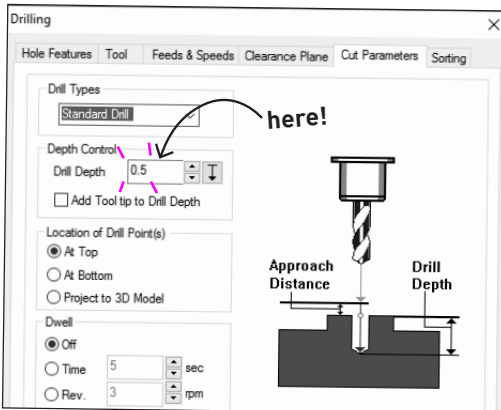 Drilling
Hole Features Tool Feeds & Speeds Clearance Plane Cut Parameters Sorting
Drill Types
Standard Drill
here!
Depth Control
Drill Depth 0.5
Add Tool tip to Drill Depth
Location of Drill Point(s)
At Top
At Bottom
Project to 3D Model
Approach
Distance
Drill
Depth
Dwell
Off
Time 5 sec
Rev. 3 rpm